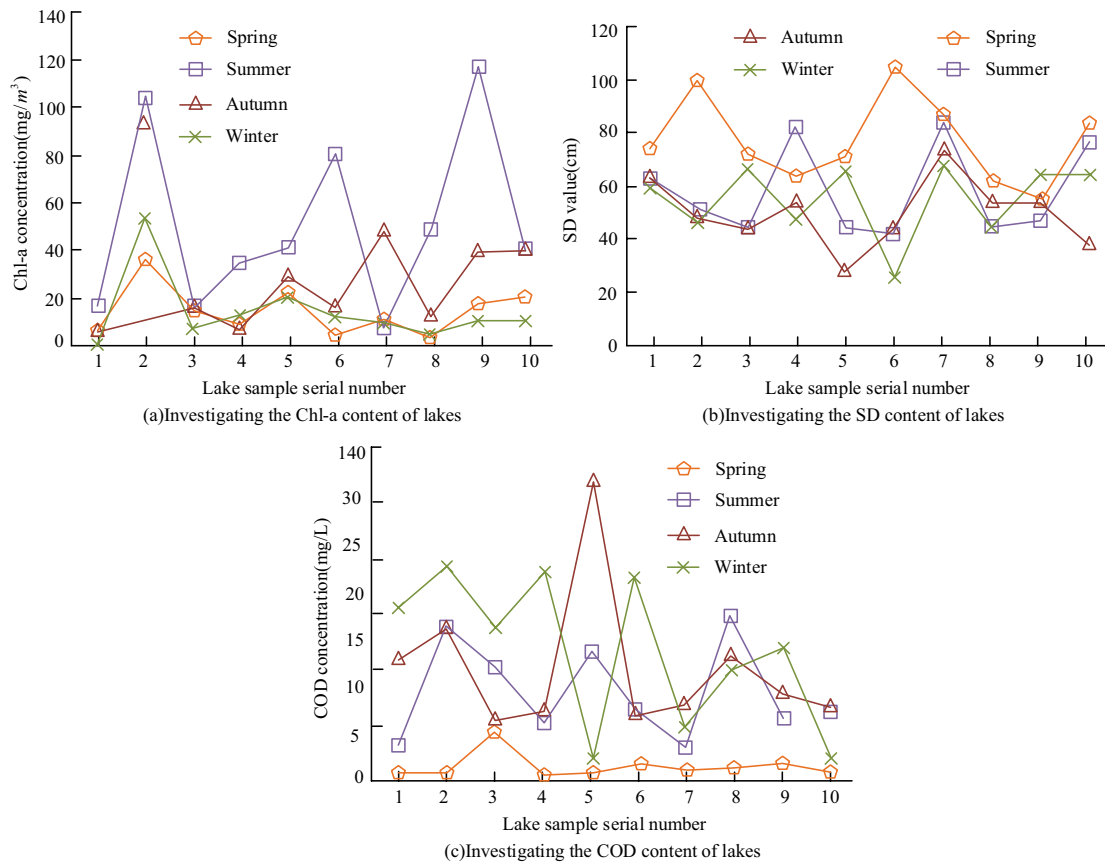 140
120
100
80
60
40
20
0
Chl-a concentration(mg/m³)
Spring
Summer
Autumn
Winter
1 2 3 4 5 6 7 8 9 10
Lake sample serial number
(a)Investigating the Chl-a content of lakes
120
100
80
60
40
20
0
SD value(cm)
Autumn
Spring
Winter
Summer
1 2 3 4 5 6 7 8 9 10
Lake sample serial number
(b)Investigating the SD content of lakes
140
30
25
20
15
10
5
0
COD concentration(mg/L)
Spring
Summer
Autumn
Winter
1 2 3 4 5 6 7 8 9 10
Lake sample serial number
(c)Investigating the COD content of lakes